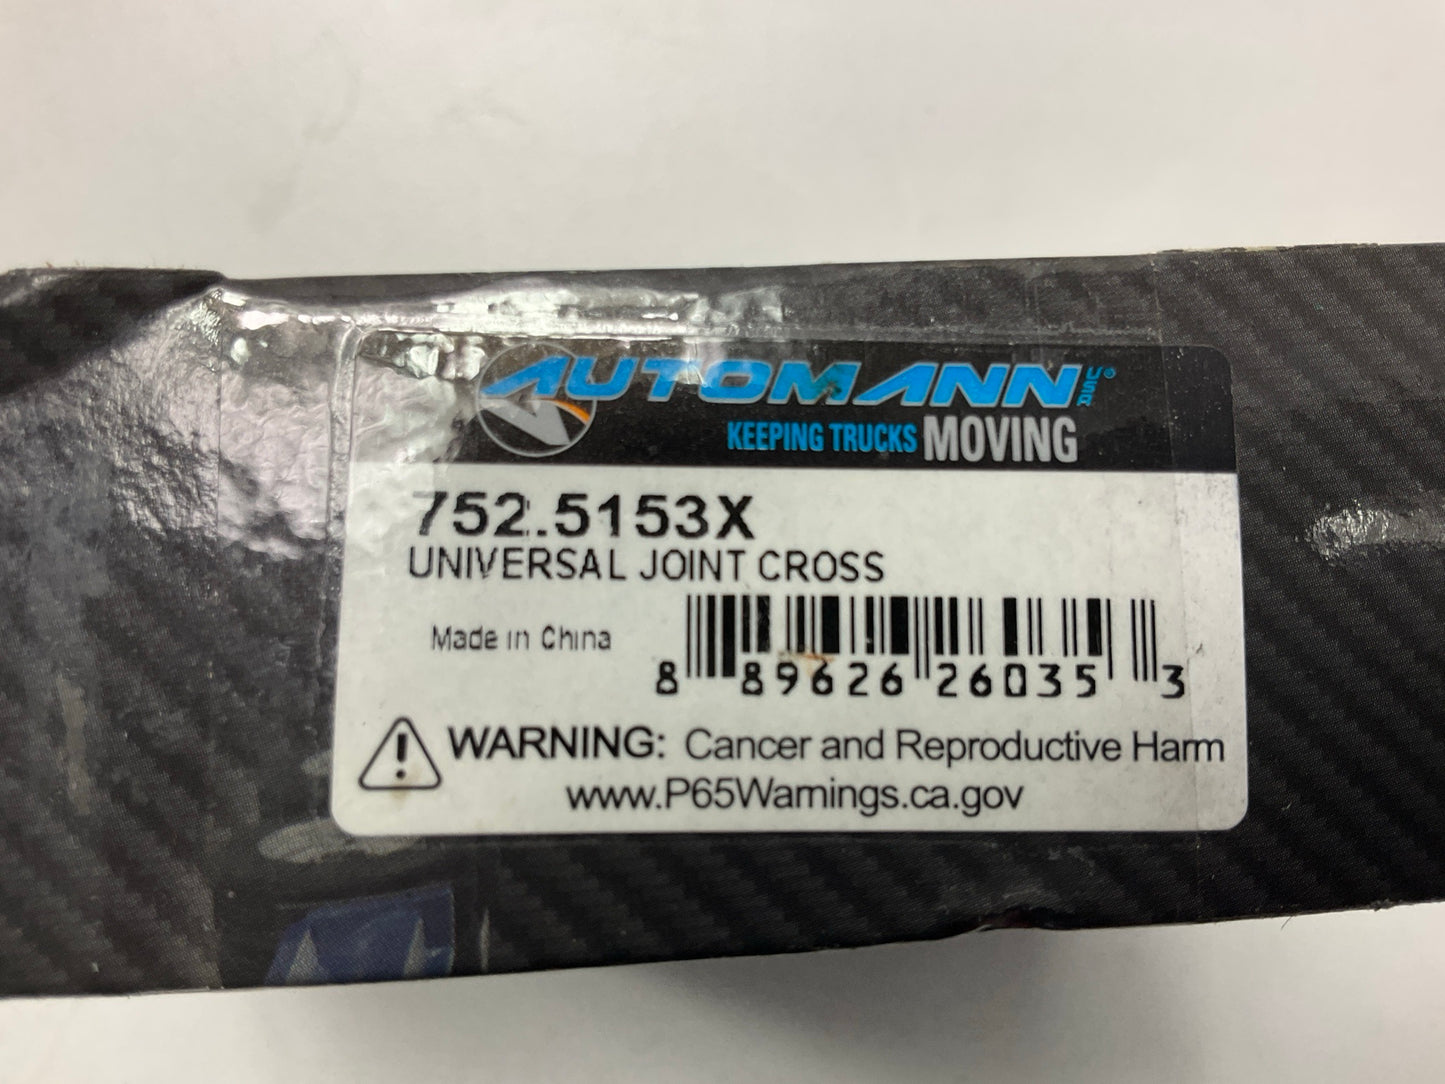 AUTOMANN USA®
KEEPING TRUCKS MOVING
752.5153X
UNIVERSAL JOINT CROSS
Made in China
8 89626 26035 3
WARNING: Cancer and Reproductive Harm
www.P65Warnings.ca.gov